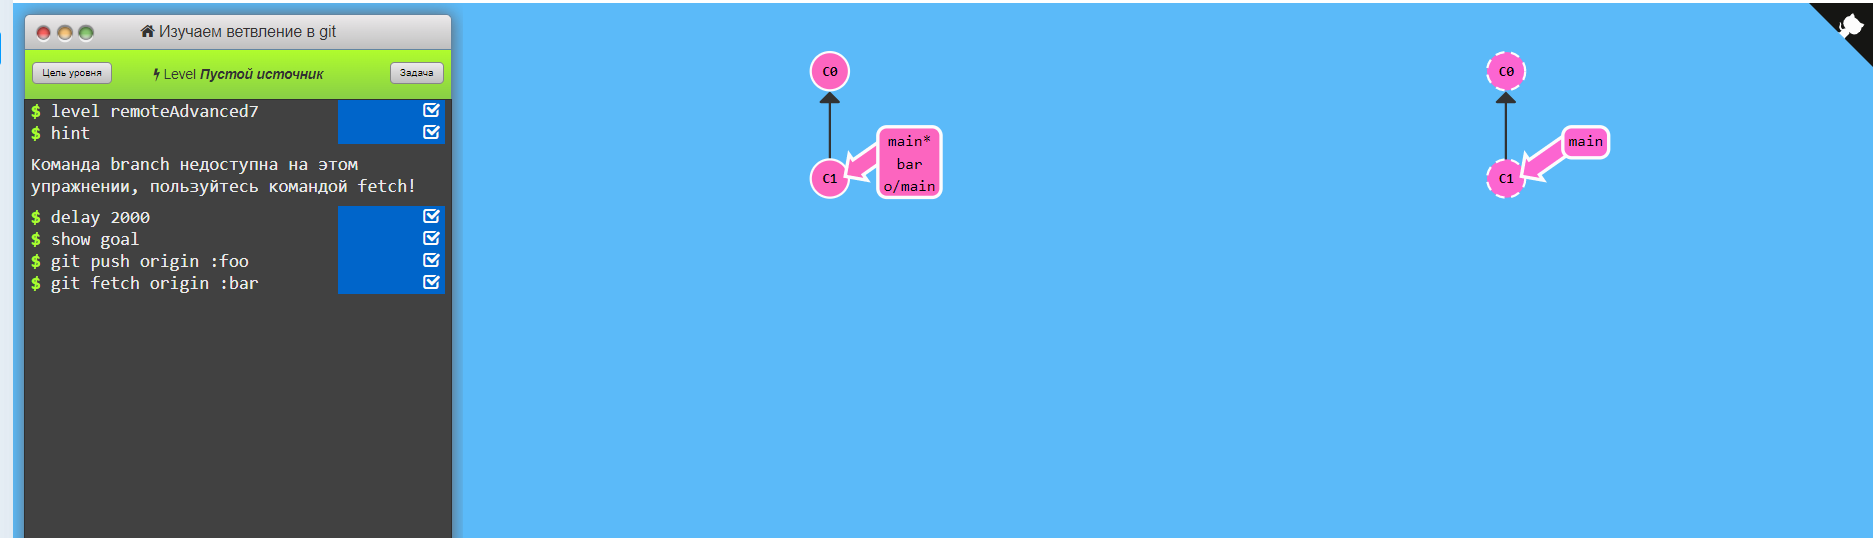 Изучаем ветвление в git
Цель уровня
Level Пустой источник
Задача
$ level remoteAdvanced7
$ hint
Команда branch недоступна на этом
упражнении, пользуйтесь командой fetch!
$ delay 2000
$ show goal
$ git push origin :foo
$ git fetch origin :bar
C0
main*
bar
o/main
C1
C0
main
C1